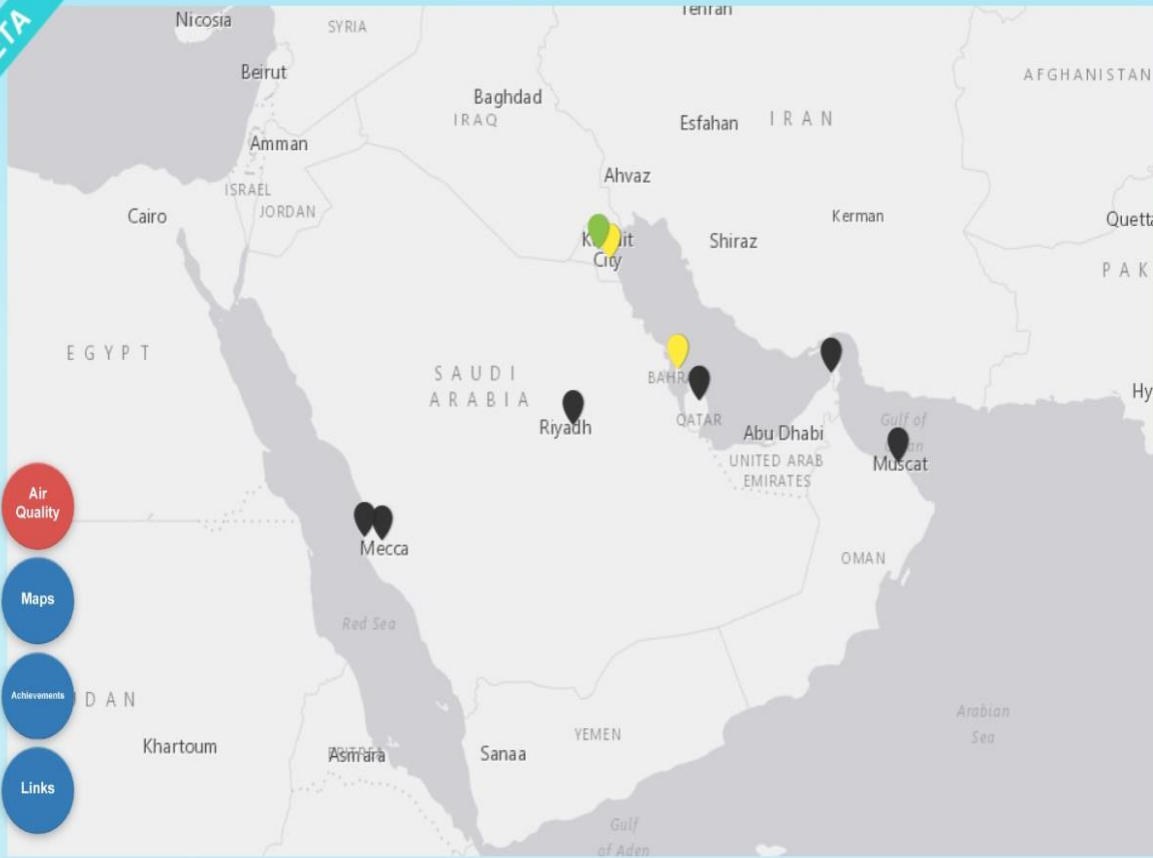 Tehran
Nicosia
SYRIA
Beirut
AFGHANISTAN
Baghdad
IRAQ
Esfahan
IRAN
Amman
Ahvaz
ISRAEL
JORDAN
Cairo
Kerman
Quetta
Shiraz
City
PAK
EGYPT
SAUDI
ARABIA
QATAR
Hy
Riyadh
Abu Dhabi
Gulf of
UNITED ARAB
EMIRATES
Muscat
Air
Quality
Mecca
OMAN
Maps
Red Sea
Achievements
DAN
Arabian
Sea
YEMEN
Khartoum
Asmara
Sanaa
Links
Gulf
of Aden